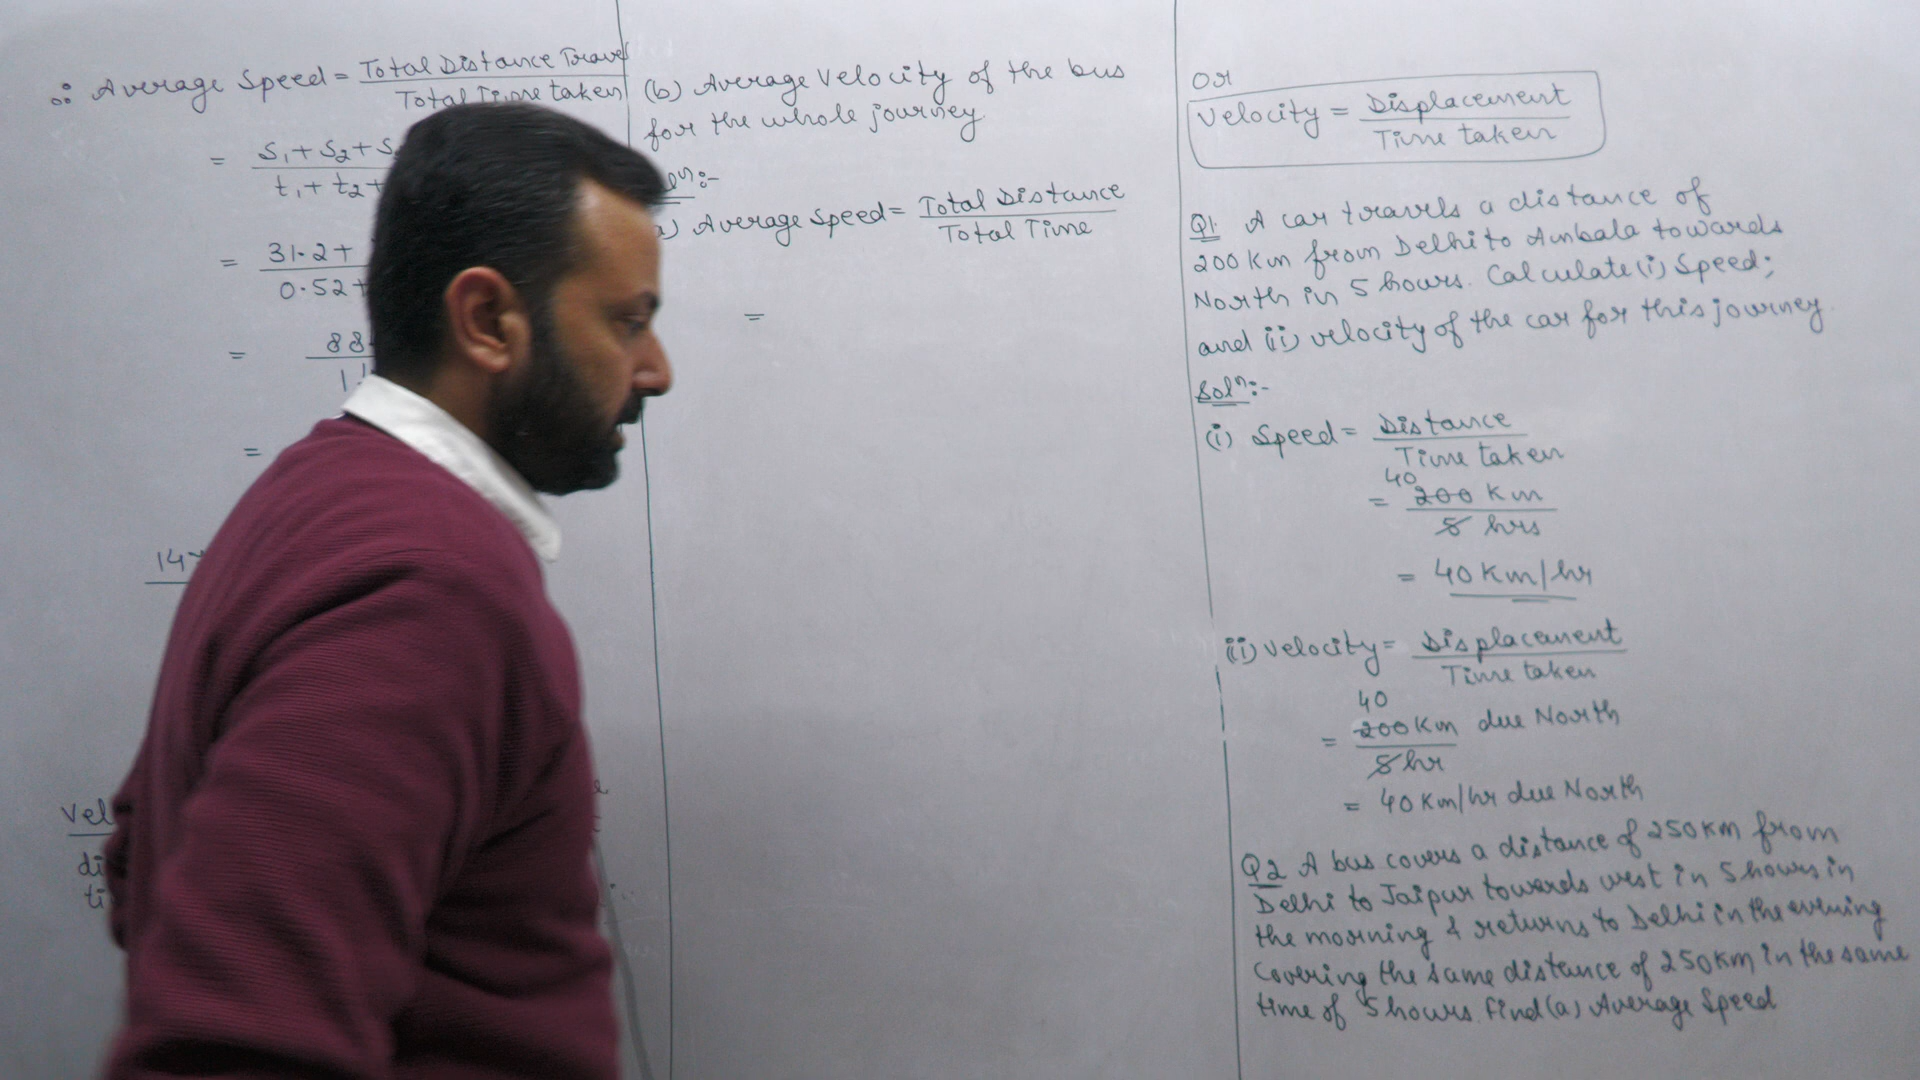 ∴ Average Speed = Total Distance Travel
Total Time taken
= S₁ + S₂ + S
t₁ + t₂ +
= 31.2 +
0.52 +
= 88
=
14
Vel
di
ti
(b) Average Velocity of the bus
for the whole journey.
Solⁿ:-
a) Average Speed = Total Distance
Total Time
=
Or
Velocity = Displacement
Time taken
Q1. A car travels a distance of
200 Km from Delhi to Ambala towards
North in 5 hours. Calculate (i) Speed;
and (ii) velocity of the car for this journey.
Solⁿ:-
(i) Speed = Distance
Time taken
40
= 200 Km
5 hrs
= 40 Km/hr
(ii) Velocity = Displacement
Time taken
40
= 200 Km due North
5 hr
= 40 Km/hr due North
Q2 A bus covers a distance of 250 Km from
Delhi to Jaipur towards west in 5 hours in
the morning & returns to Delhi in the evening
covering the same distance of 250 Km in the same
time of 5 hours. Find (a) Average Speed